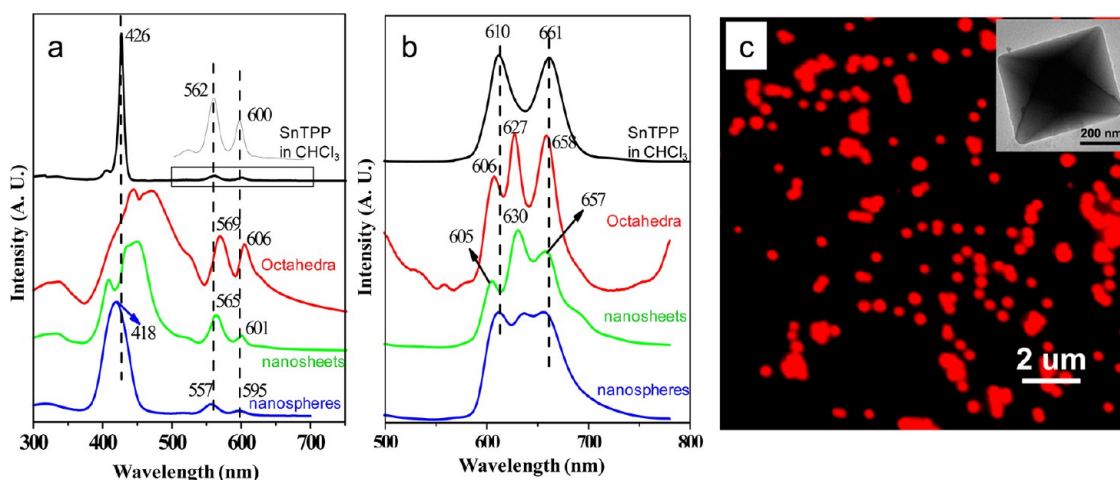 a
426
562
600
SnTPP
in CHCl3
569
606
Octahedra
565
601
nanosheets
418
557
595
nanospheres
Intensity (A. U.)
300
400
500
600
700
Wavelength (nm)
b
610
661
SnTPP
in CHCl3
627
658
606
Octahedra
630
657
605
nanosheets
nanospheres
Intensity (A. U.)
500
600
700
800
Wavelength (nm)
c
200 nm
2 um